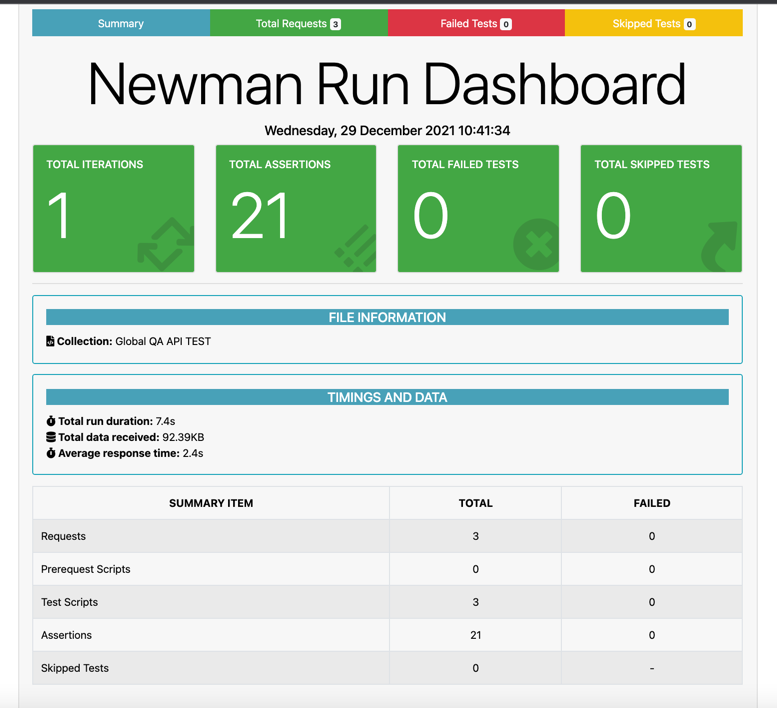 Summary
Total Requests 3
Failed Tests 0
Skipped Tests 0
Newman Run Dashboard
Wednesday, 29 December 2021 10:41:34
TOTAL ITERATIONS
1
TOTAL ASSERTIONS
21
TOTAL FAILED TESTS
0
TOTAL SKIPPED TESTS
0
FILE INFORMATION
Collection: Global QA API TEST
TIMINGS AND DATA
Total run duration: 7.4s
Total data received: 92.39KB
Average response time: 2.4s
SUMMARY ITEM TOTAL FAILED
Requests 3 0
Prerequest Scripts 0 0
Test Scripts 3 0
Assertions 21 0
Skipped Tests 0 -